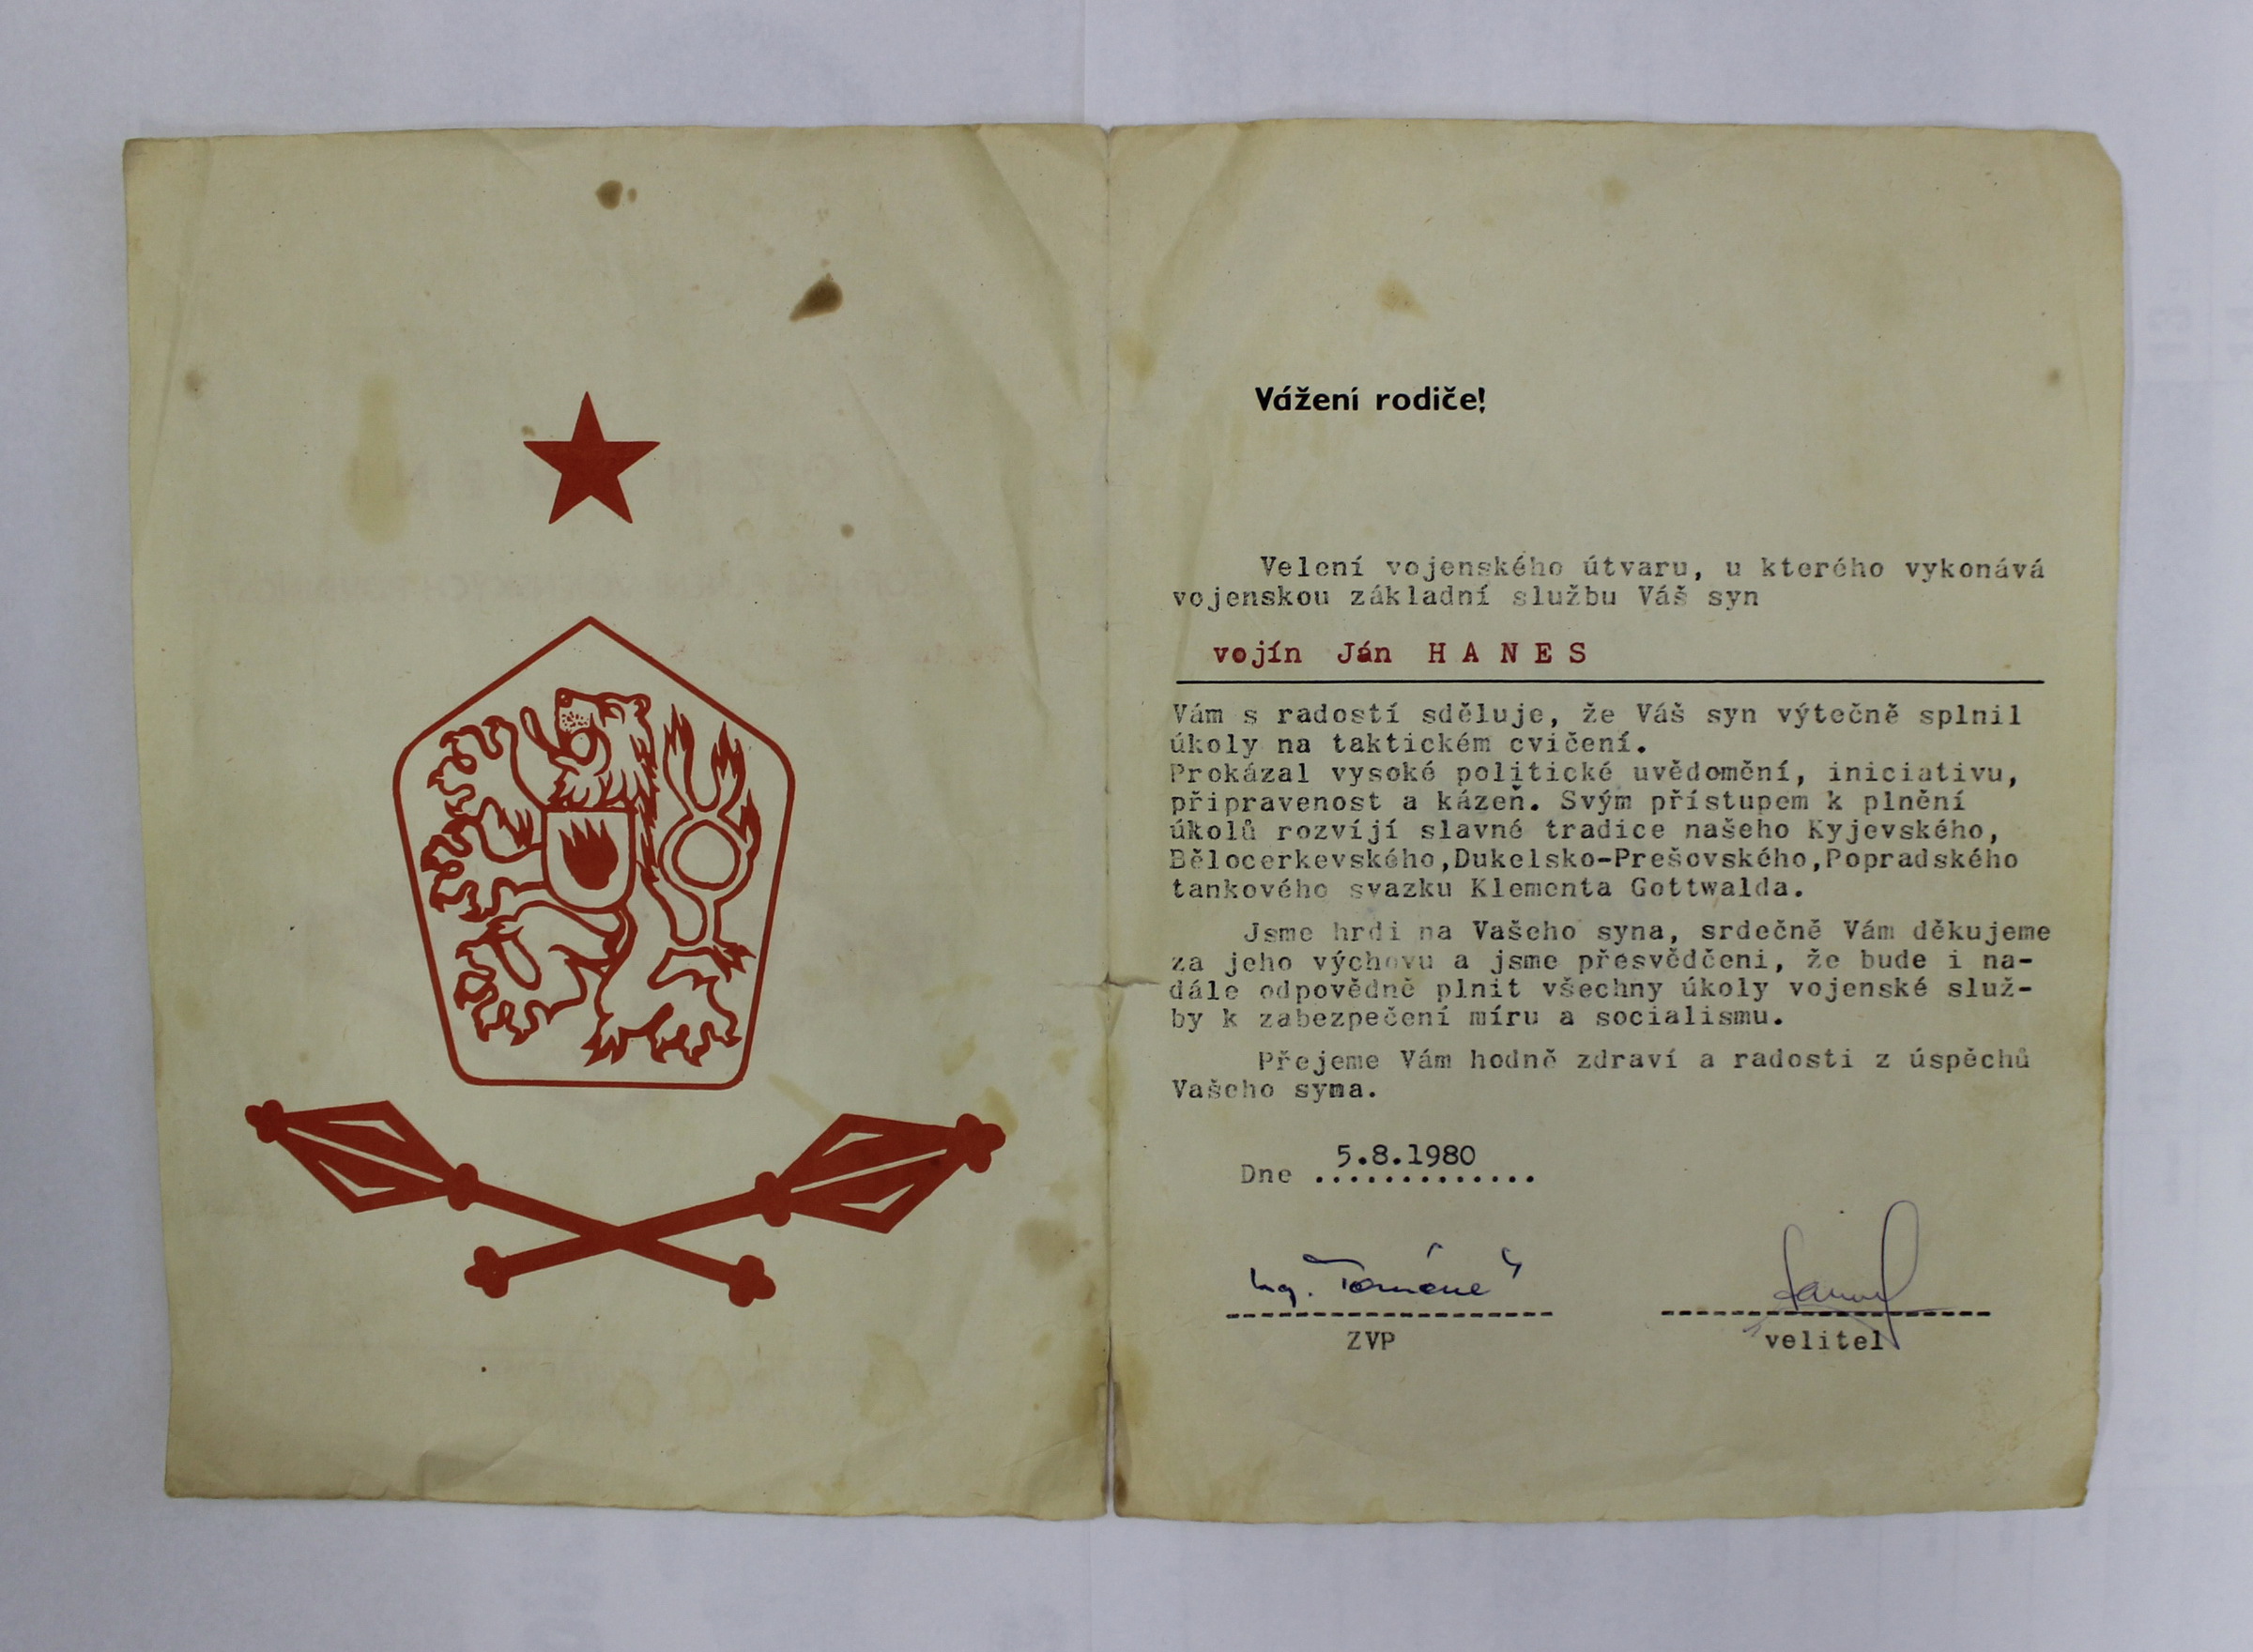 Vážení rodiče!
Velení vojenského útvaru, u kterého vykonává
vojenskou základní službu Váš syn
vojín Ján H A N E S
Vám s radostí sděluje, že Váš syn výtečně splnil
úkoly na taktickém cvičení.
Prokázal vysoké politické uvědomění, iniciativu,
připravenost a kázeň. Svým přístupem k plnění
úkolů rozvíjí slavné tradice našeho Kyjevského,
Bělocerkevského,Dukelsko-Prešovského,Popradského
tankového svazku Klementa Gottwalda.
Jsme hrdi na Vašeho syna, srdečně Vám děkujeme
za jeho výchovu a jsme přesvědčeni, že bude i na-
dále odpovědně plnit všechny úkoly vojenské služ-
by k zabezpečení míru a socialismu.
Přejeme Vám hodně zdraví a radosti z úspěchů
Vašeho syna.
5.8.1980
Dne ..............
Ing.
ZVP velitel